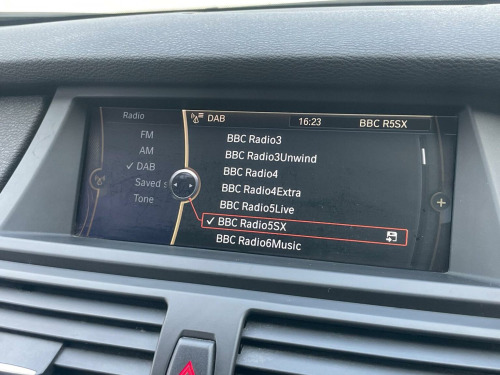 Radio
FM
AM
✓ DAB
Saved s
Tone
DAB 16:23 BBC R5SX
BBC Radio3
BBC Radio3Unwind
BBC Radio4
BBC Radio4Extra
BBC Radio5Live
✓ BBC Radio5SX
BBC Radio6Music